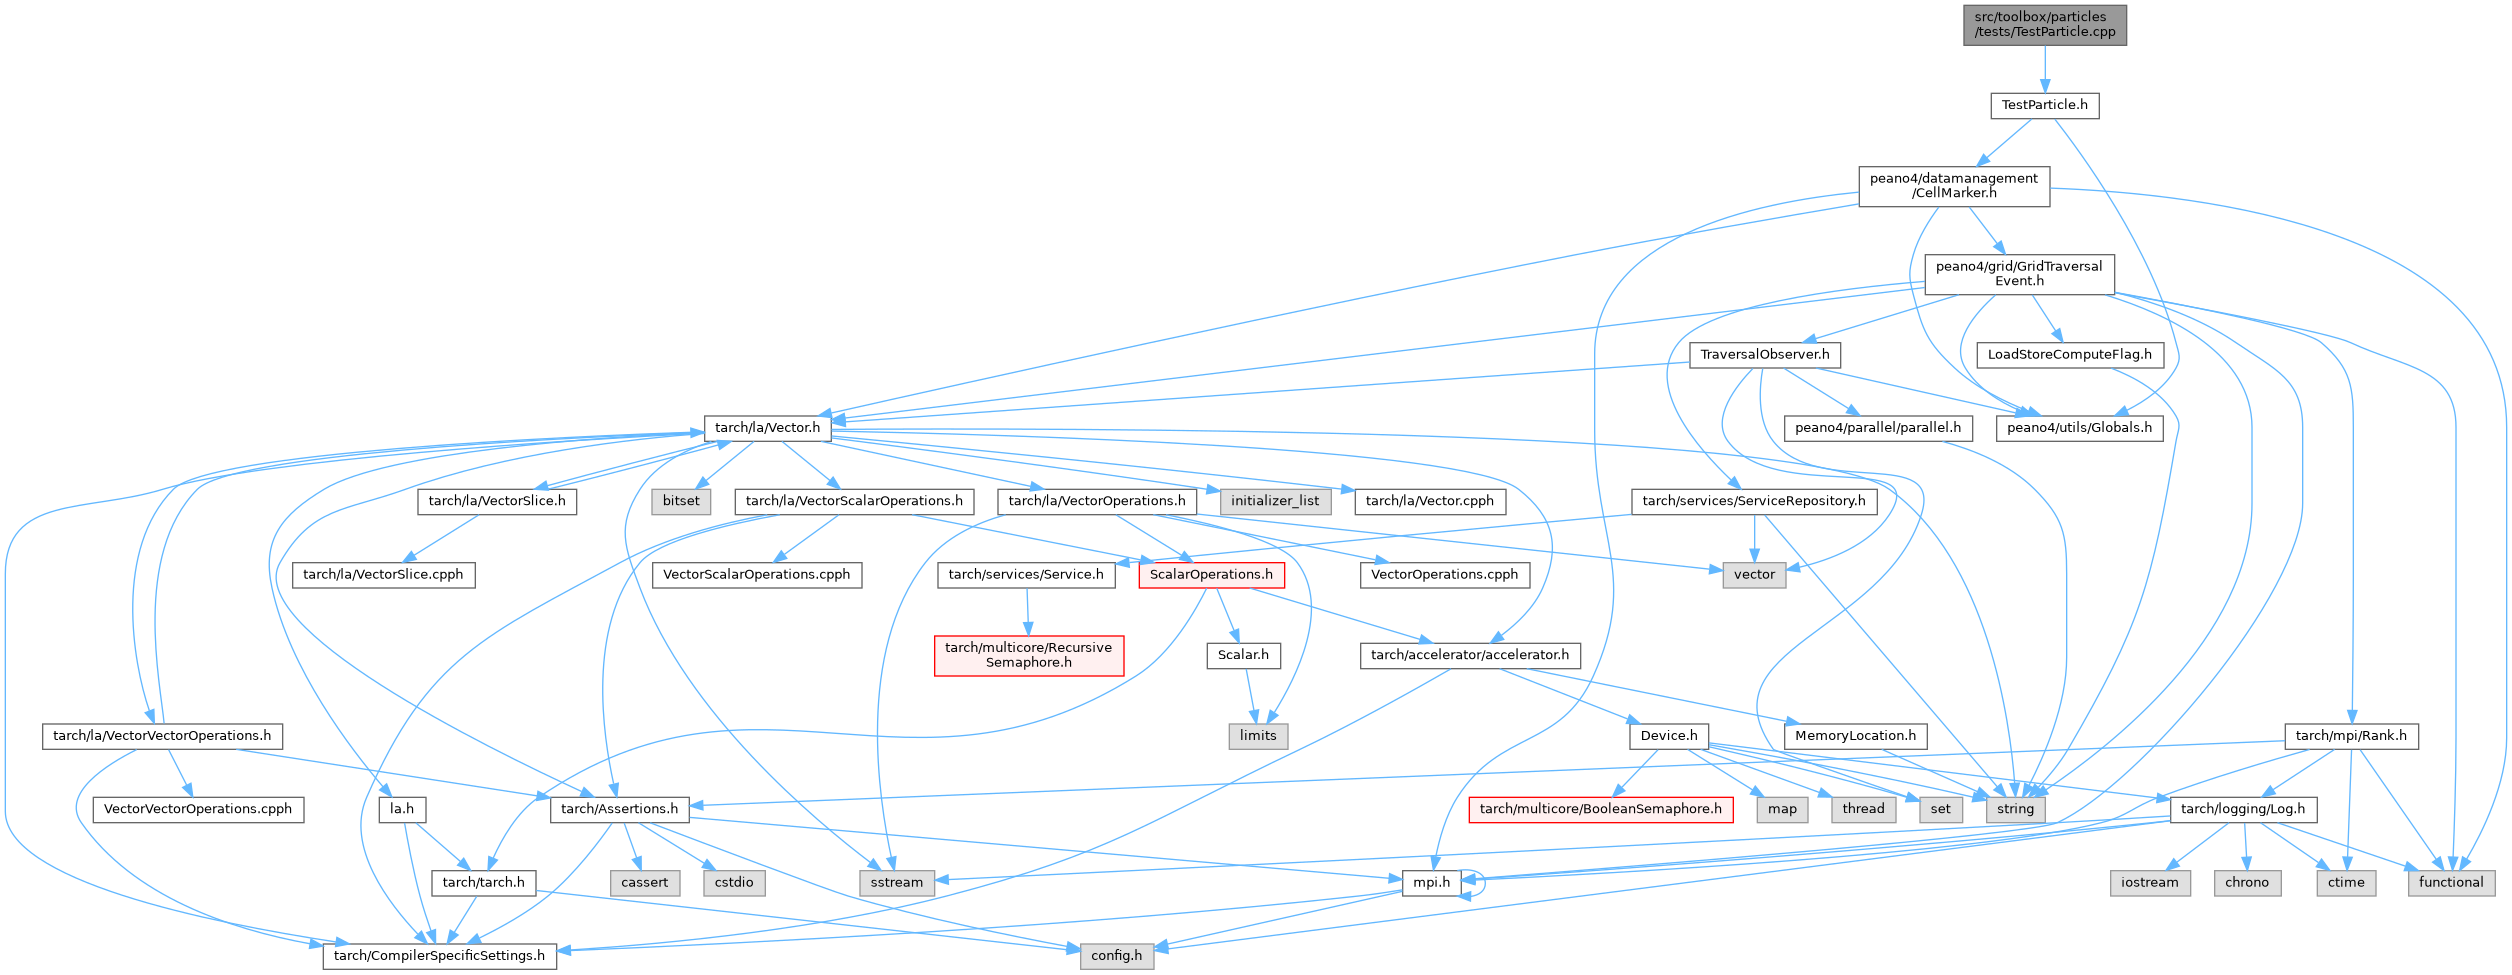 src/toolbox/particles
/tests/TestParticle.cpp
TestParticle.h
peano4/datamanagement
/CellMarker.h
peano4/grid/GridTraversal
Event.h
TraversalObserver.h
LoadStoreComputeFlag.h
tarch/la/Vector.h
peano4/parallel/parallel.h
peano4/utils/Globals.h
tarch/la/VectorSlice.h
bitset
tarch/la/VectorScalarOperations.h
tarch/la/VectorOperations.h
initializer_list
tarch/la/Vector.cpph
tarch/services/ServiceRepository.h
tarch/la/VectorSlice.cpph
VectorScalarOperations.cpph
tarch/services/Service.h
ScalarOperations.h
VectorOperations.cpph
vector
tarch/multicore/Recursive
Semaphore.h
Scalar.h
tarch/accelerator/accelerator.h
tarch/la/VectorVectorOperations.h
limits
Device.h
MemoryLocation.h
tarch/mpi/Rank.h
VectorVectorOperations.cpph
la.h
tarch/Assertions.h
tarch/multicore/BooleanSemaphore.h
map
thread
set
string
tarch/logging/Log.h
tarch/tarch.h
cassert
cstdio
sstream
mpi.h
iostream
chrono
ctime
functional
tarch/CompilerSpecificSettings.h
config.h